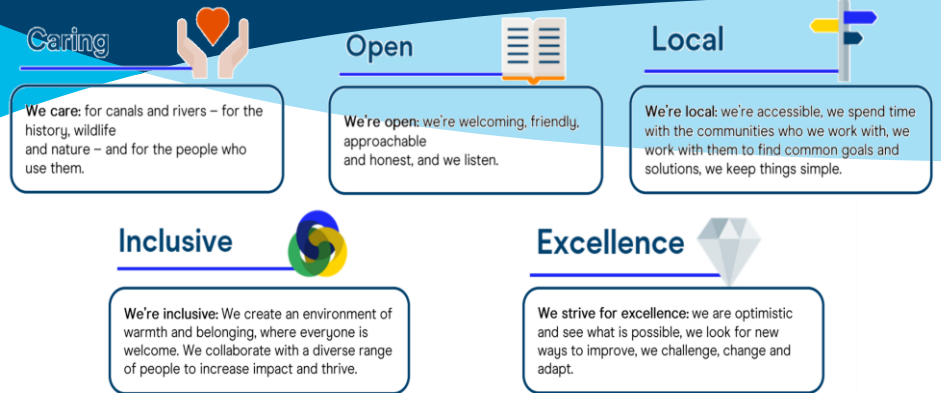 Caring
We care: for canals and rivers – for the
history, wildlife
and nature – and for the people who
use them.
Open
We're open: we're welcoming, friendly,
approachable
and honest, and we listen.
Local
We're local: we're accessible, we spend time
with the communities who we work with, we
work with them to find common goals and
solutions, we keep things simple.
Inclusive
We're inclusive: We create an environment of
warmth and belonging, where everyone is
welcome. We collaborate with a diverse range
of people to increase impact and thrive.
Excellence
We strive for excellence: we are optimistic
and see what is possible, we look for new
ways to improve, we challenge, change and
adapt.